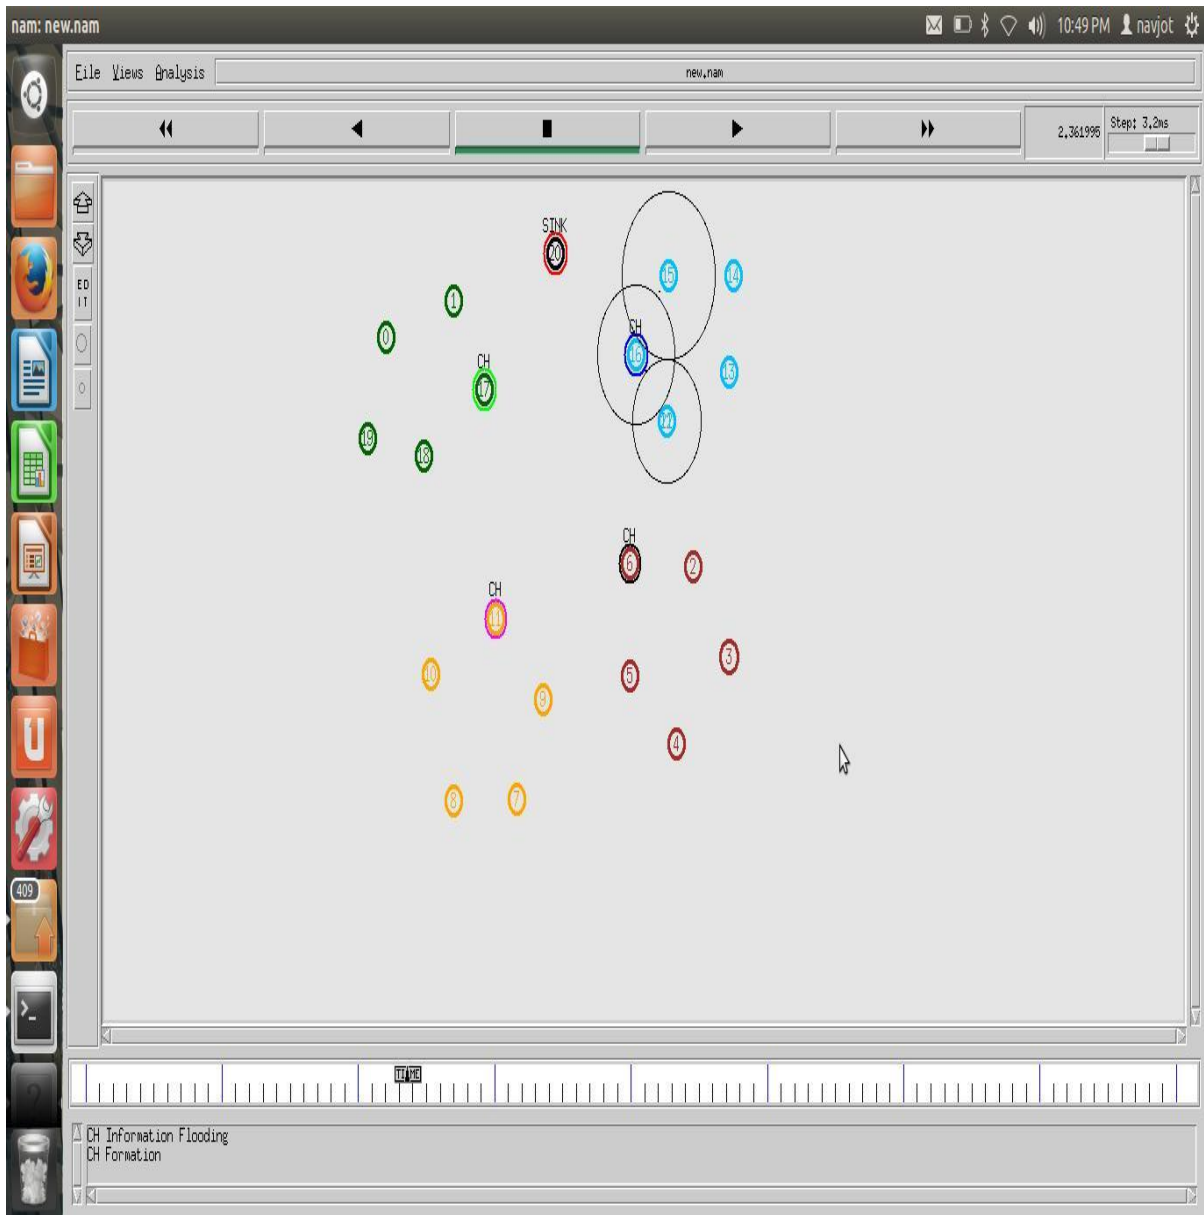 nam: new.nam
10:49 PM navjot
File Views Analysis new.nam
2.361995 Step: 3.2ms
ED
IT
SINK
20
15 14
1
0
CH
16
CH
17
13
19 18
CH
6 2
CH
11
10 9
5 3
4
8 7
TIME
409
CH Information Flooding
CH Formation